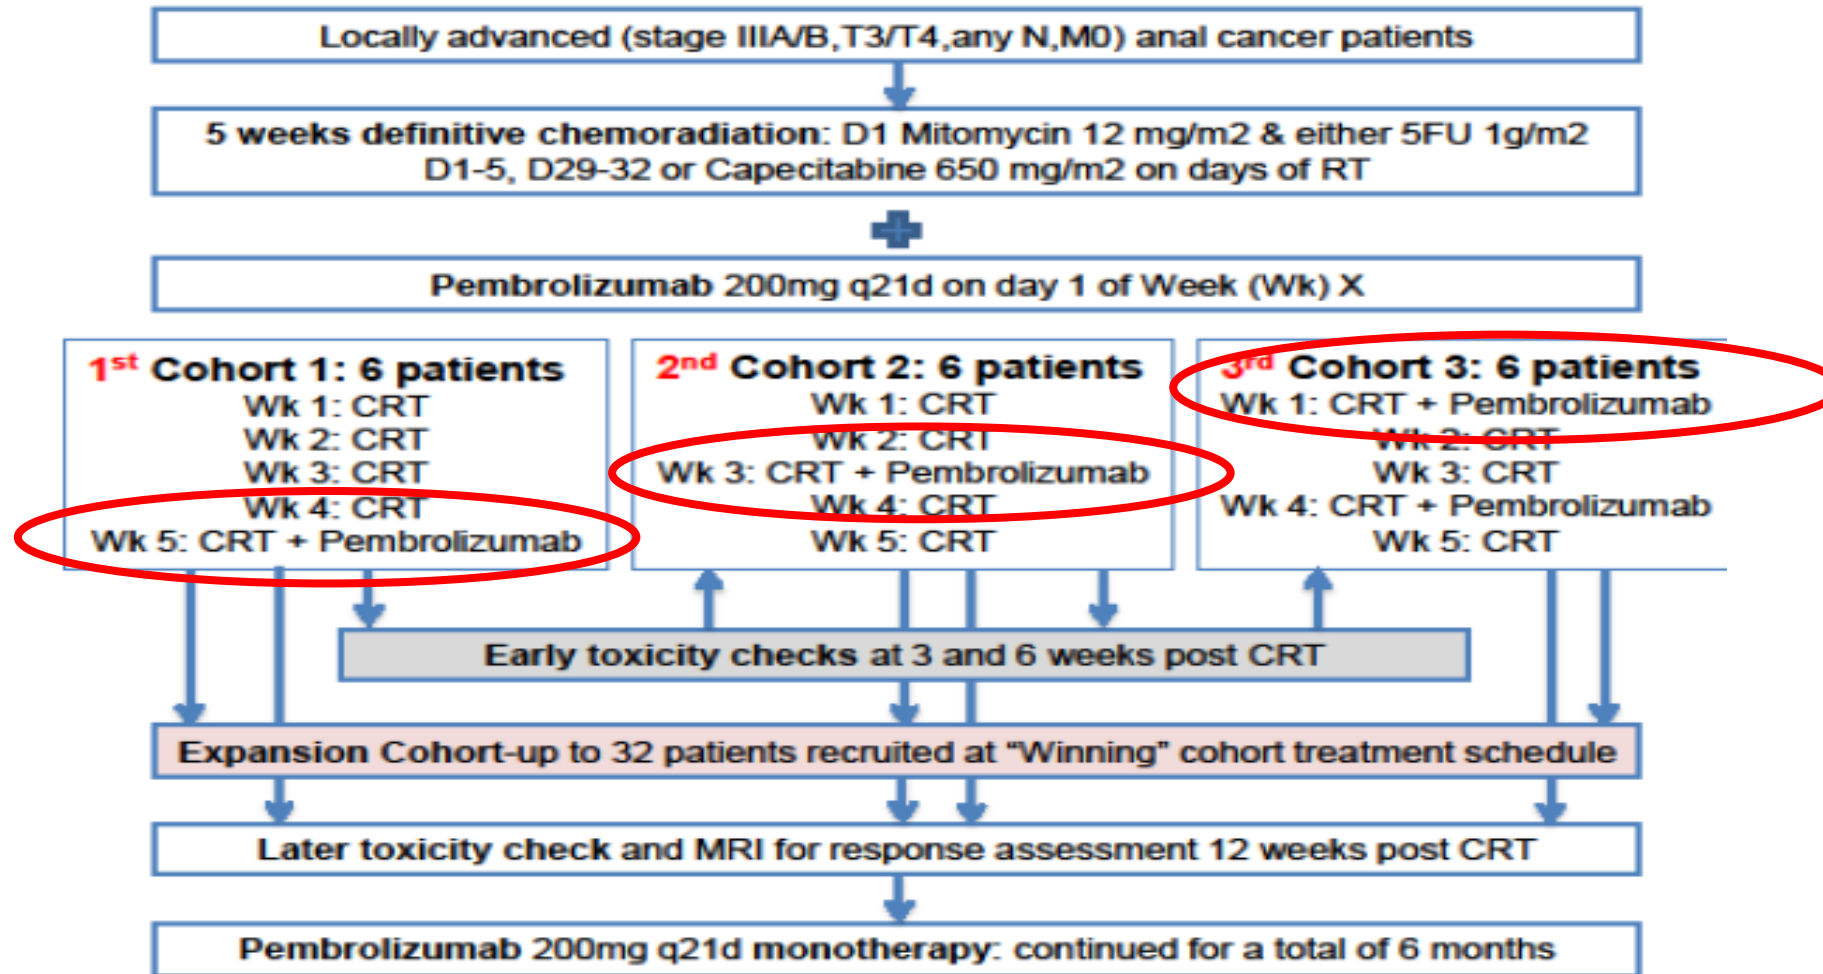 Locally advanced (stage IIIA/B,T3/T4,any N,M0) anal cancer patients
5 weeks definitive chemoradiation: D1 Mitomycin 12 mg/m2 & either 5FU 1g/m2
D1-5, D29-32 or Capecitabine 650 mg/m2 on days of RT
Pembrolizumab 200mg q21d on day 1 of Week (Wk) X
1st Cohort 1: 6 patients
Wk 1: CRT
Wk 2: CRT
Wk 3: CRT
Wk 4: CRT
Wk 5: CRT + Pembrolizumab
2nd Cohort 2: 6 patients
Wk 1: CRT
Wk 2: CRT
Wk 3: CRT + Pembrolizumab
Wk 4: CRT
Wk 5: CRT
3rd Cohort 3: 6 patients
Wk 1: CRT + Pembrolizumab
Wk 2: CRT
Wk 3: CRT
Wk 4: CRT + Pembrolizumab
Wk 5: CRT
Early toxicity checks at 3 and 6 weeks post CRT
Expansion Cohort-up to 32 patients recruited at “Winning” cohort treatment schedule
Later toxicity check and MRI for response assessment 12 weeks post CRT
Pembrolizumab 200mg q21d monotherapy: continued for a total of 6 months